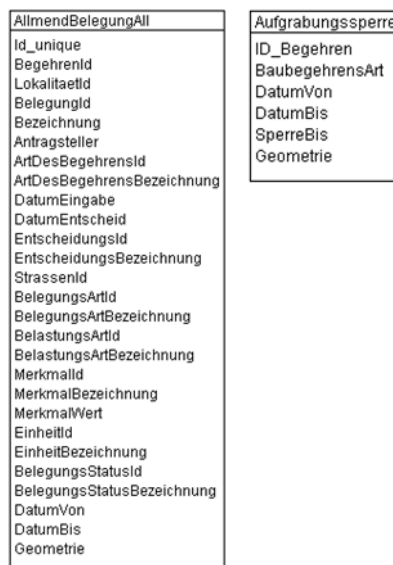 AllmendBelegungAll
Id_unique
BegehrenId
LokalitaetId
BelegungId
Bezeichnung
Antragsteller
ArtDesBegehrensId
ArtDesBegehrensBezeichnung
DatumEingabe
DatumEntscheid
EntscheidungsId
EntscheidungsBezeichnung
StrassenId
BelegungsArtId
BelegungsArtBezeichnung
BelastungsArtId
BelastungsArtBezeichnung
MerkmalId
MerkmalBezeichnung
MerkmalWert
EinheitId
EinheitBezeichnung
BelegungsStatusId
BelegungsStatusBezeichnung
DatumVon
DatumBis
Geometrie
Aufgrabungssperre
ID_Begehren
BaubegehrensArt
DatumVon
DatumBis
SperreBis
Geometrie